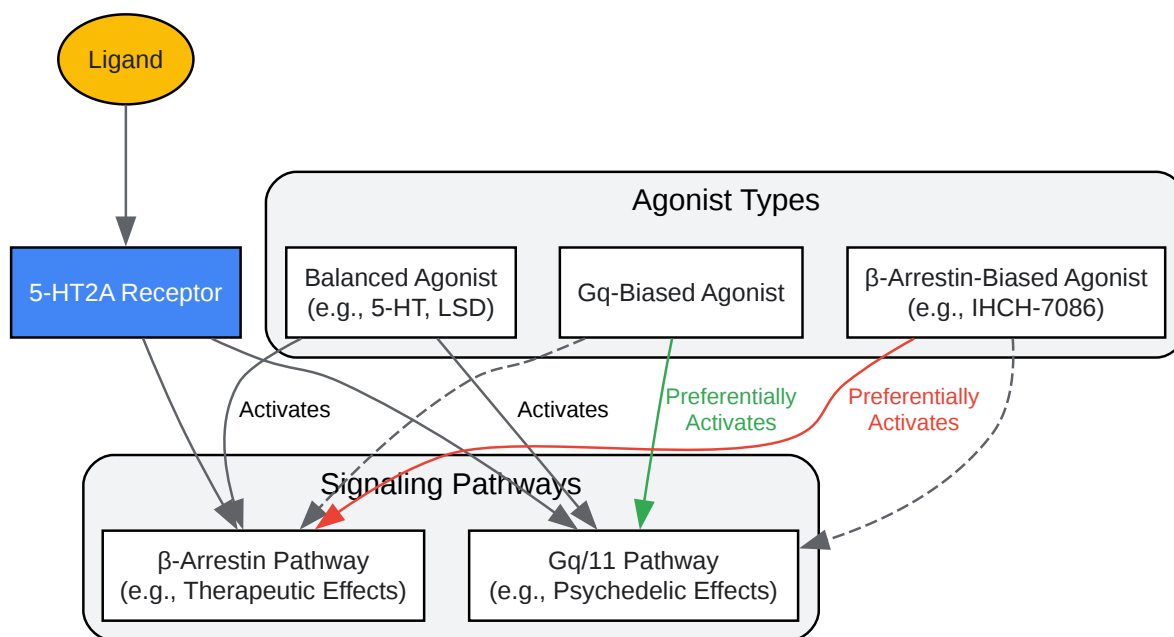 Ligand
Agonist Types
5-HT2A Receptor
Balanced Agonist
(e.g., 5-HT, LSD)
Gq-Biased Agonist
β-Arrestin-Biased Agonist
(e.g., IHCH-7086)
Activates
Activates
Preferentially
Activates
Preferentially
Activates
Signaling Pathways
β-Arrestin Pathway
(e.g., Therapeutic Effects)
Gq/11 Pathway
(e.g., Psychedelic Effects)